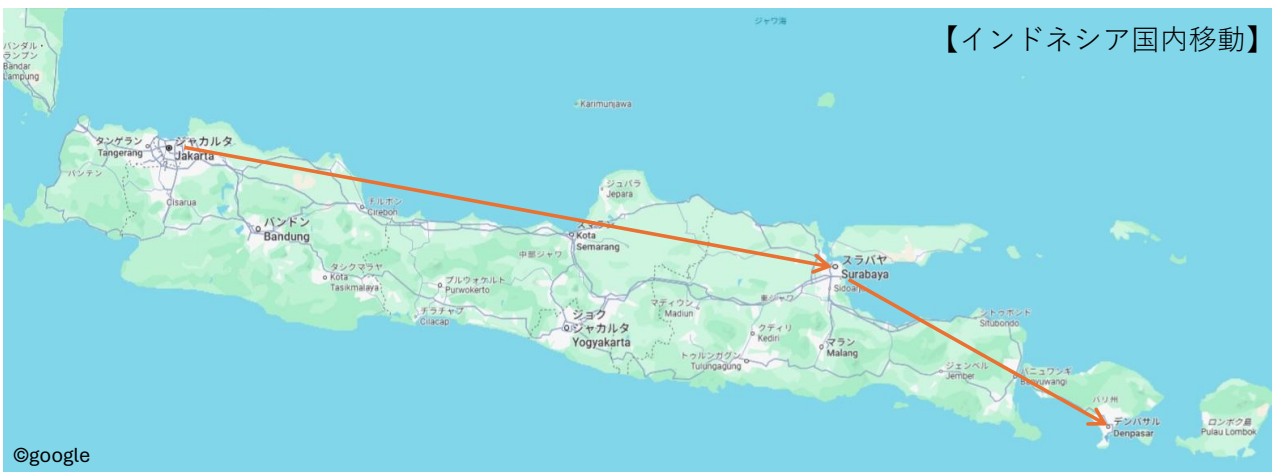 【インドネシア国内移動】
ジャワ海
バンダル・
ランプン
Bandar
Lampung
Karimunjawa
タンゲラン
Tangerang
ジャカルタ
Jakarta
バンテン
Cisarua
バンドン
Bandung
チルボン
Cirebon
ジュパラ
Jepara
スマラン
Kota
Semarang
中部ジャワ
タシクマラヤ
Kota
Tasikmalaya
プルウォケルト
Purwokerto
チラチャプ
Cilacap
ジョグ
ジャカルタ
Yogyakarta
マディウン
Madiun
東ジャワ
スラバヤ
Surabaya
クディリ
Kediri
マラン
Malang
トゥルンガグン
Tulungagung
シトゥボンド
Situbondo
ジェンベル
Jember
バニュワンギ
Banyuwangi
バリ州
デンパサル
Denpasar
ロンボク島
Pulau Lombok
©google